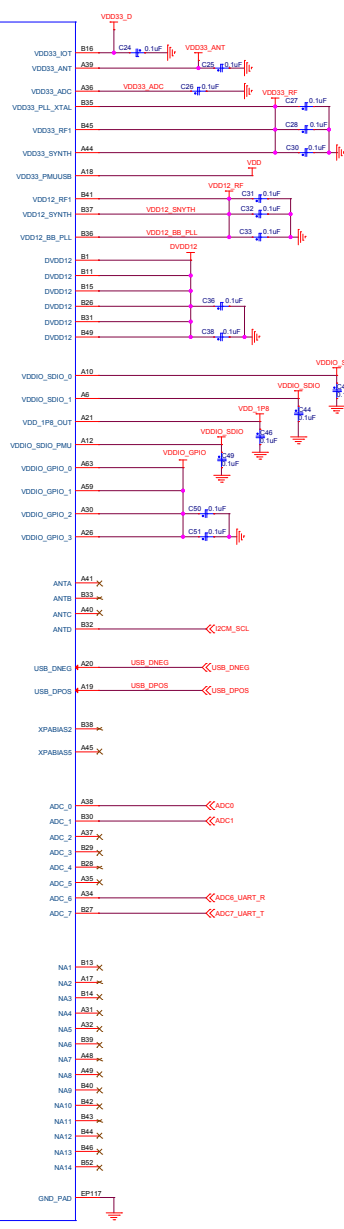 VDD33_D
VDD33_IOT B16 C24 0.1uF VDD33_ANT
VDD33_ANT A39 C25 0.1uF
VDD33_ADC A36 VDD33_ADC C26 0.1uF VDD33_RF
VDD33_PLL_XTAL B35 C27 0.1uF
VDD33_RF1 B45 C28 0.1uF
VDD33_SYNTH A44 C30 0.1uF
VDD33_PMUUSB A18 VDD
VDD12_RF
VDD12_RF1 B41 C31 0.1uF
VDD12_SYNTH B37 VDD12_SNYTH C32 0.1uF
VDD12_BB_PLL B36 VDD12_BB_PLL C33 0.1uF
DVDD12
DVDD12 B1
DVDD12 B11
DVDD12 B15
DVDD12 B26 C36 0.1uF
DVDD12 B31
DVDD12 B49 C38 0.1uF
VDDIO_S
VDDIO_SDIO_0 A10
VDDIO_SDIO
VDDIO_SDIO_1 A6
VDD_1P8 C44
0.1uF
VDD_1P8_OUT A21
VDDIO_SDIO C46
0.1uF
VDDIO_SDIO_PMU A12
VDDIO_GPIO C49
0.1uF
VDDIO_GPIO_0 A63
VDDIO_GPIO_1 A59
VDDIO_GPIO_2 A30 C50 0.1uF
VDDIO_GPIO_3 A26 C51 0.1uF
ANTA A41
ANTB B33
ANTC A40
ANTD B32 I2CM_SCL
USB_DNEG A20 USB_DNEG USB_DNEG
USB_DPOS A19 USB_DPOS USB_DPOS
XPABIAS2 B38
XPABIAS5 A45
ADC_0 A38 ADC0
ADC_1 B30 ADC1
ADC_2 A37
ADC_3 B29
ADC_4 B28
ADC_5 A35
ADC_6 A34 ADC6_UART_R
ADC_7 B27 ADC7_UART_T
NA1 B13
NA2 A17
NA3 B14
NA4 A31
NA5 A32
NA6 B39
NA7 A48
NA8 A49
NA9 B40
NA10 B42
NA11 B43
NA12 B44
NA13 B46
NA14 B52
GND_PAD EP117